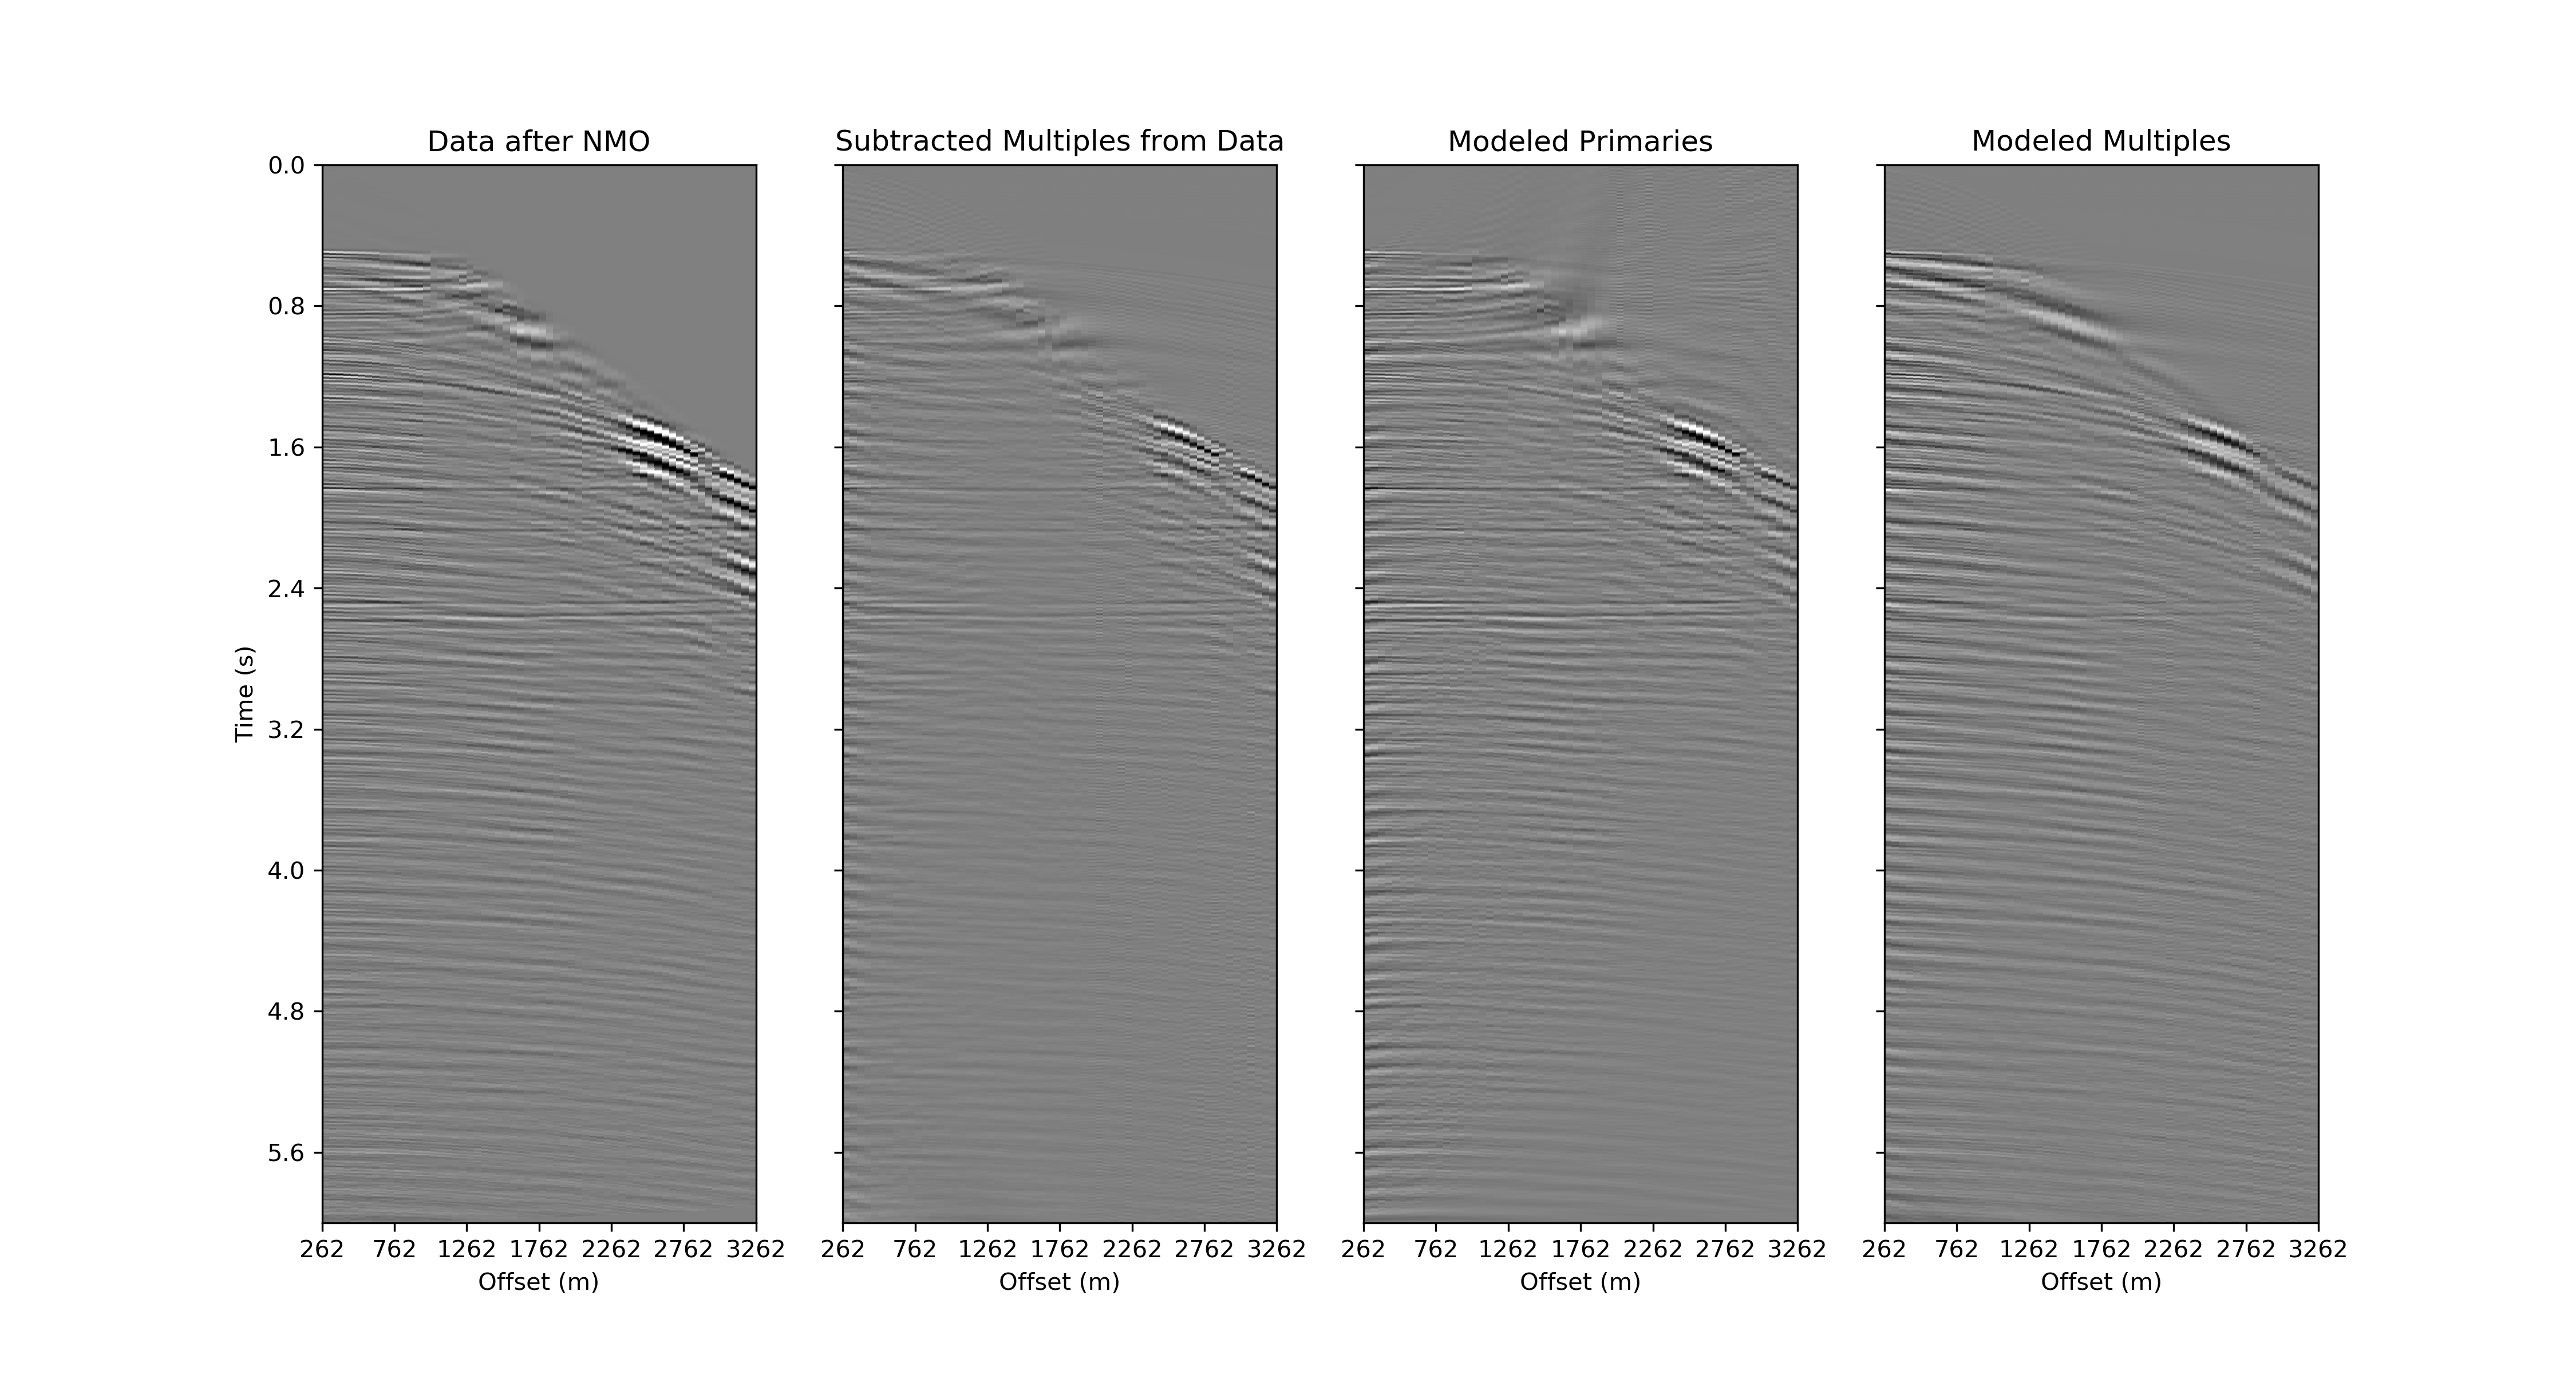 Data after NMO
Subtracted Multiples from Data
Modeled Primaries
Modeled Multiples
0.0
0.8
1.6
2.4
3.2
4.0
4.8
5.6
Time (s)
262 762 1262 1762 2262 2762 3262
262 762 1262 1762 2262 2762 3262
262 762 1262 1762 2262 2762 3262
262 762 1262 1762 2262 2762 3262
Offset (m)
Offset (m)
Offset (m)
Offset (m)